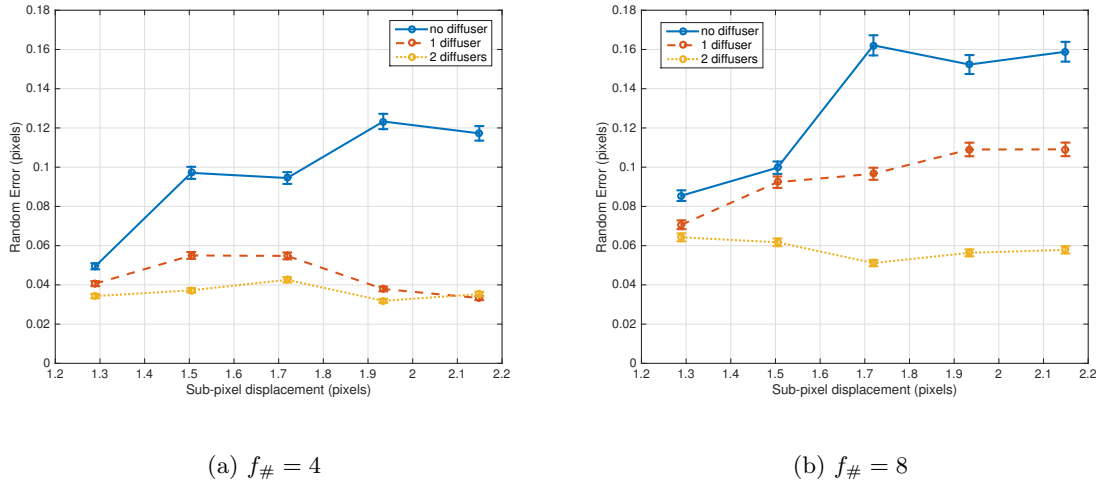 0.18
0.16
0.14
0.12
0.1
0.08
0.06
0.04
0.02
0
Random Error (pixels)
no diffuser
1 diffuser
2 diffusers
1.2 1.3 1.4 1.5 1.6 1.7 1.8 1.9 2 2.1 2.2
Sub-pixel displacement (pixels)
(a) f# = 4
0.18
0.16
0.14
0.12
0.1
0.08
0.06
0.04
0.02
0
Random Error (pixels)
no diffuser
1 diffuser
2 diffusers
1.2 1.3 1.4 1.5 1.6 1.7 1.8 1.9 2 2.1 2.2
Sub-pixel displacement (pixels)
(b) f# = 8